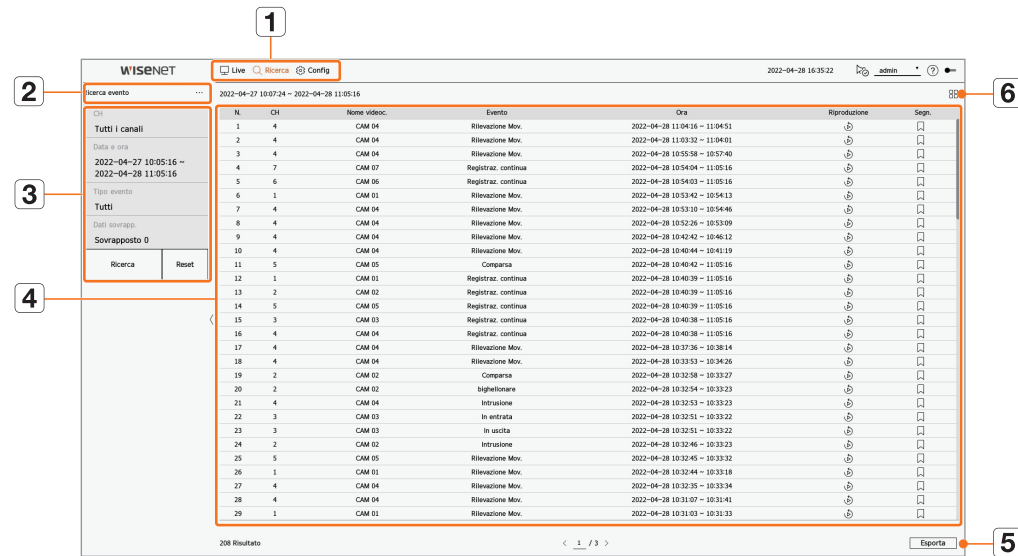 1
WISENET
Live Ricerca Config
2022-04-28 16:35:22 admin ?
2
Ricerca evento ...
2022-04-27 10:07:24 ~ 2022-04-28 11:05:16
6
CH
Tutti i canali
Data e ora
2022-04-27 10:05:16 ~
2022-04-28 11:05:16
3
Tipo evento
Tutti
Dati sovrapp.
Sovrapposto 0
Ricerca Reset
4
N. CH Nome videoc. Evento Ora Riproduzione Segn.
1 4 CAM 04 Rilevazione Mov. 2022-04-28 11:04:16 ~ 11:04:51
2 4 CAM 04 Rilevazione Mov. 2022-04-28 11:03:32 ~ 11:04:01
3 4 CAM 04 Rilevazione Mov. 2022-04-28 10:55:58 ~ 10:57:40
4 7 CAM 07 Registraz. continua 2022-04-28 10:54:04 ~ 11:05:16
5 6 CAM 06 Registraz. continua 2022-04-28 10:54:03 ~ 11:05:16
6 1 CAM 01 Rilevazione Mov. 2022-04-28 10:53:42 ~ 10:54:13
7 4 CAM 04 Rilevazione Mov. 2022-04-28 10:53:10 ~ 10:54:46
8 4 CAM 04 Rilevazione Mov. 2022-04-28 10:52:26 ~ 10:53:09
9 4 CAM 04 Rilevazione Mov. 2022-04-28 10:42:42 ~ 10:46:12
10 4 CAM 04 Rilevazione Mov. 2022-04-28 10:40:44 ~ 10:41:19
11 5 CAM 05 Comparsa 2022-04-28 10:40:42 ~ 11:05:16
12 1 CAM 01 Registraz. continua 2022-04-28 10:40:39 ~ 11:05:16
13 2 CAM 02 Registraz. continua 2022-04-28 10:40:39 ~ 11:05:16
14 5 CAM 05 Registraz. continua 2022-04-28 10:40:39 ~ 11:05:16
15 3 CAM 03 Registraz. continua 2022-04-28 10:40:38 ~ 11:05:16
16 4 CAM 04 Registraz. continua 2022-04-28 10:40:38 ~ 11:05:16
17 4 CAM 04 Rilevazione Mov. 2022-04-28 10:37:36 ~ 10:38:14
18 4 CAM 04 Rilevazione Mov. 2022-04-28 10:33:53 ~ 10:34:26
19 2 CAM 02 Comparsa 2022-04-28 10:32:58 ~ 10:33:27
20 2 CAM 02 bighellonare 2022-04-28 10:32:54 ~ 10:33:23
21 4 CAM 04 Intrusione 2022-04-28 10:32:53 ~ 10:33:23
22 3 CAM 03 In entrata 2022-04-28 10:32:51 ~ 10:33:22
23 3 CAM 03 In uscita 2022-04-28 10:32:51 ~ 10:33:22
24 2 CAM 02 Intrusione 2022-04-28 10:32:46 ~ 10:33:23
25 5 CAM 05 Rilevazione Mov. 2022-04-28 10:32:45 ~ 10:33:32
26 1 CAM 01 Rilevazione Mov. 2022-04-28 10:32:44 ~ 10:33:18
27 4 CAM 04 Rilevazione Mov. 2022-04-28 10:32:35 ~ 10:33:34
28 4 CAM 04 Rilevazione Mov. 2022-04-28 10:31:07 ~ 10:31:41
29 1 CAM 01 Rilevazione Mov. 2022-04-28 10:31:03 ~ 10:31:33
208 Risultato < 1 / 3 > Esporta
5